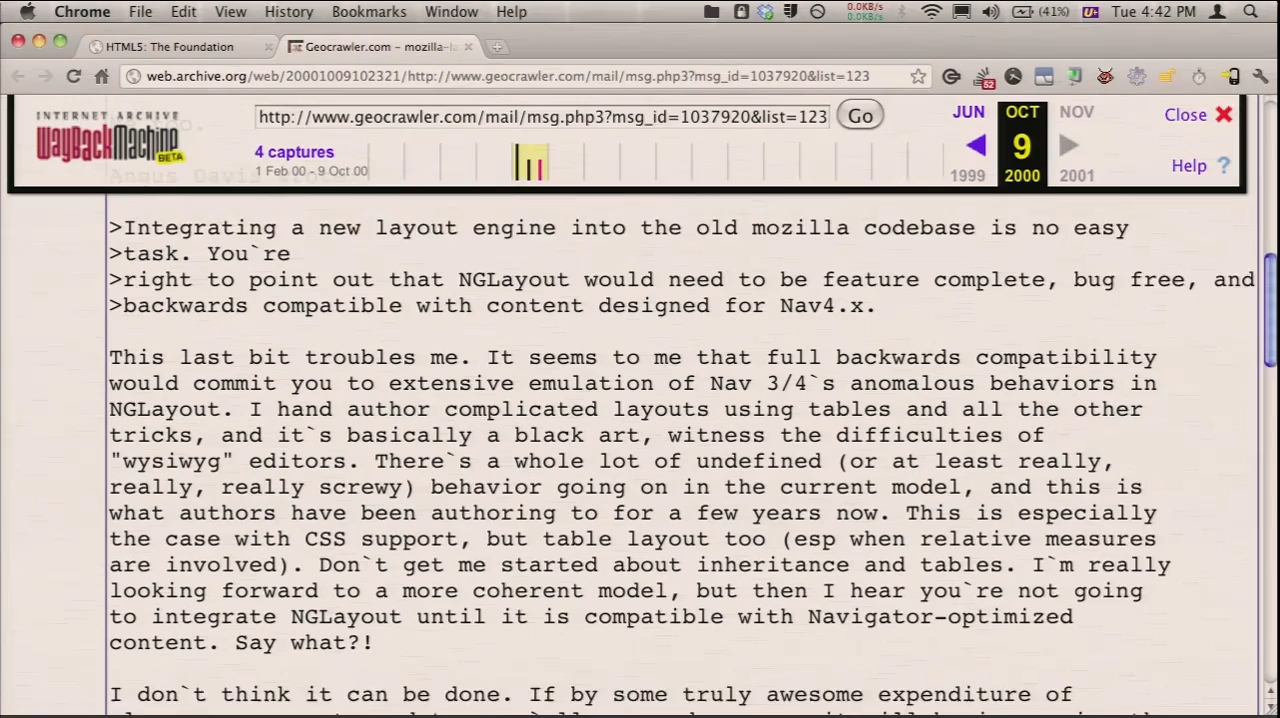 Chrome File Edit View History Bookmarks Window Help
0.0KB/s
0.0KB/s
(41%)
Tue 4:42 PM
HTML5: The Foundation
Geocrawler.com – mozilla-la
web.archive.org/web/20001009102321/http://www.geocrawler.com/mail/msg.php3?msg_id=1037920&list=123
52
INTERNET ARCHIVE
WayBackMachine
BETA
http://www.geocrawler.com/mail/msg.php3?msg_id=1037920&list=123
Go
4 captures
1 Feb 00 - 9 Oct 00
JUN OCT NOV
9
1999 2000 2001
Close
Help ?
Angus Davis
>Integrating a new layout engine into the old mozilla codebase is no easy
>task. You`re
>right to point out that NGLayout would need to be feature complete, bug free, and
>backwards compatible with content designed for Nav4.x.
This last bit troubles me. It seems to me that full backwards compatibility
would commit you to extensive emulation of Nav 3/4`s anomalous behaviors in
NGLayout. I hand author complicated layouts using tables and all the other
tricks, and it`s basically a black art, witness the difficulties of
"wysiwyg" editors. There`s a whole lot of undefined (or at least really,
really, really screwy) behavior going on in the current model, and this is
what authors have been authoring to for a few years now. This is especially
the case with CSS support, but table layout too (esp when relative measures
are involved). Don`t get me started about inheritance and tables. I`m really
looking forward to a more coherent model, but then I hear you`re not going
to integrate NGLayout until it is compatible with Navigator-optimized
content. Say what?!
I don`t think it can be done. If by some truly awesome expenditure of